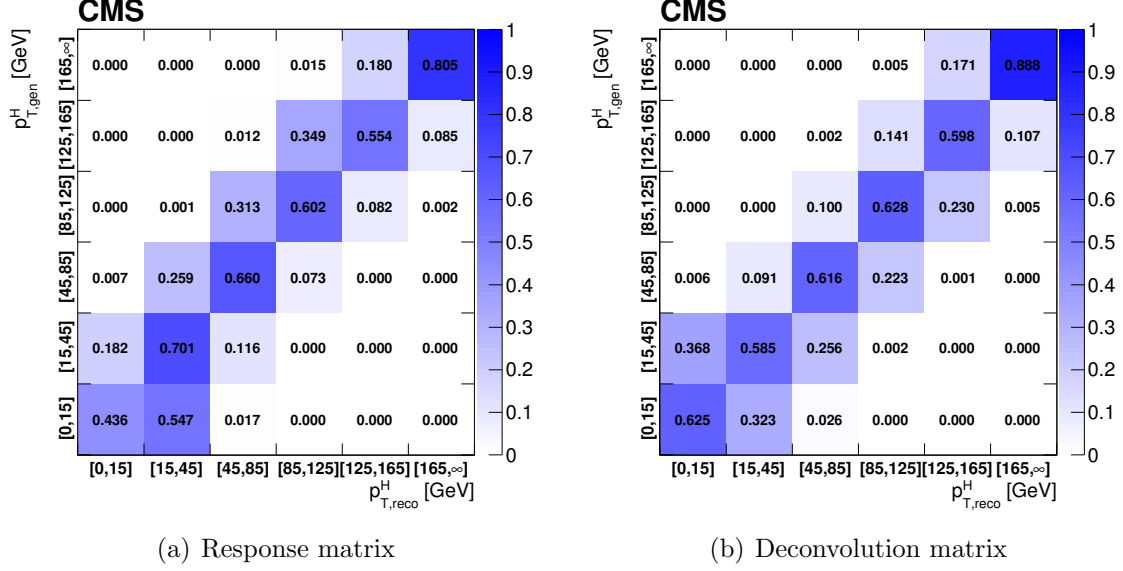 CMS
p^H_T,gen [GeV]
[165,∞] 0.000 0.000 0.000 0.015 0.180 0.805
[125,165] 0.000 0.000 0.012 0.349 0.554 0.085
[85,125] 0.000 0.001 0.313 0.602 0.082 0.002
[45,85] 0.007 0.259 0.660 0.073 0.000 0.000
[15,45] 0.182 0.701 0.116 0.000 0.000 0.000
[0,15] 0.436 0.547 0.017 0.000 0.000 0.000
[0,15] [15,45] [45,85] [85,125] [125,165] [165,∞]
p^H_T,reco [GeV]
1
0.9
0.8
0.7
0.6
0.5
0.4
0.3
0.2
0.1
0
(a) Response matrix
CMS
p^H_T,gen [GeV]
[165,∞] 0.000 0.000 0.000 0.005 0.171 0.888
[125,165] 0.000 0.000 0.002 0.141 0.598 0.107
[85,125] 0.000 0.000 0.100 0.628 0.230 0.005
[45,85] 0.006 0.091 0.616 0.223 0.001 0.000
[15,45] 0.368 0.585 0.256 0.002 0.000 0.000
[0,15] 0.625 0.323 0.026 0.000 0.000 0.000
[0,15] [15,45] [45,85] [85,125] [125,165] [165,∞]
p^H_T,reco [GeV]
1
0.9
0.8
0.7
0.6
0.5
0.4
0.3
0.2
0.1
0
(b) Deconvolution matrix